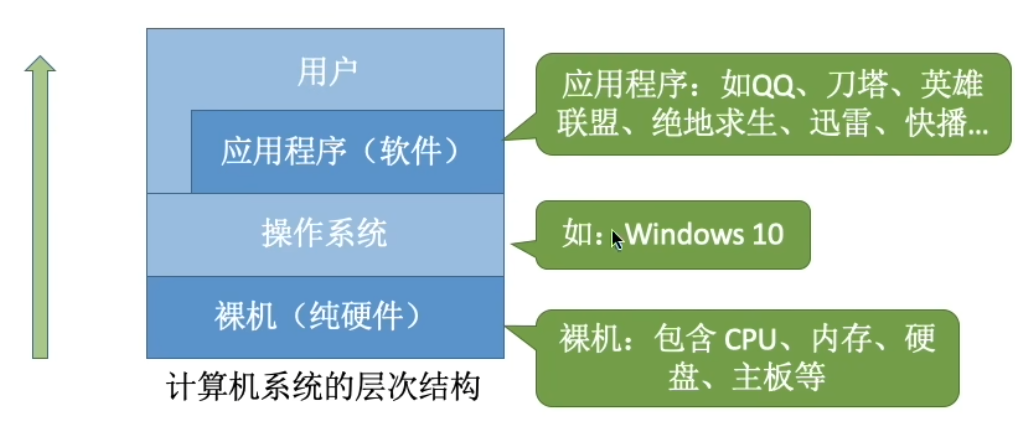 用户
应用程序（软件）
操作系统
裸机（纯硬件）
计算机系统的层次结构
应用程序：如QQ、刀塔、英雄
联盟、绝地求生、迅雷、快播...
如：Windows 10
裸机：包含 CPU、内存、硬
盘、主板等